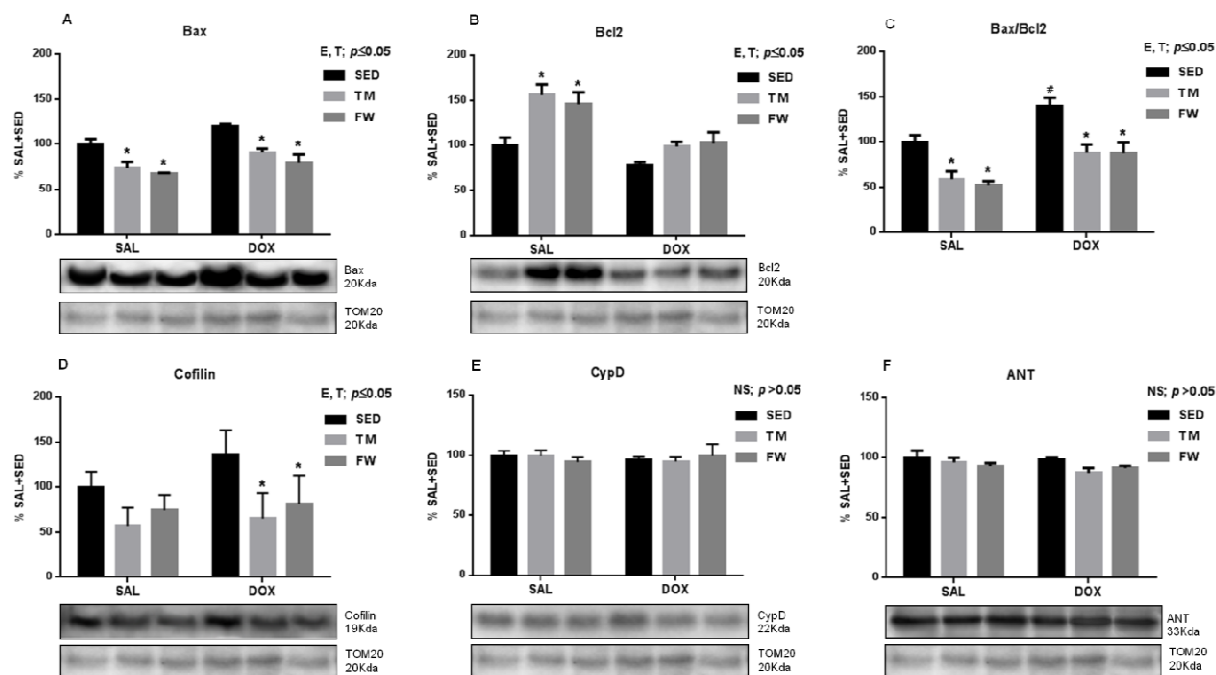 A
Bax
E, T; p≤0.05
SED
TM
FW
% SAL+SED
200
150
100
50
0
*
*
*
*
SAL
DOX
Bax
20Kda
TOM20
20Kda
B
Bcl2
E, T; p≤0.05
SED
TM
FW
% SAL+SED
200
150
100
50
0
*
*
SAL
DOX
Bcl2
20Kda
TOM20
20Kda
C
Bax/Bcl2
E, T; p≤0.05
SED
TM
FW
% SAL+SED
200
150
100
50
0
*
*
#
*
*
SAL
DOX
D
Cofilin
E, T; p≤0.05
SED
TM
FW
% SAL+SED
200
150
100
50
0
*
*
SAL
DOX
Cofilin
19Kda
TOM20
20Kda
E
CypD
NS; p >0.05
SED
TM
FW
% SAL+SED
150
100
50
0
SAL
DOX
CypD
22Kda
TOM20
20Kda
F
ANT
NS; p >0.05
SED
TM
FW
% SAL+SED
150
100
50
0
SAL
DOX
ANT
33Kda
TOM20
20Kda